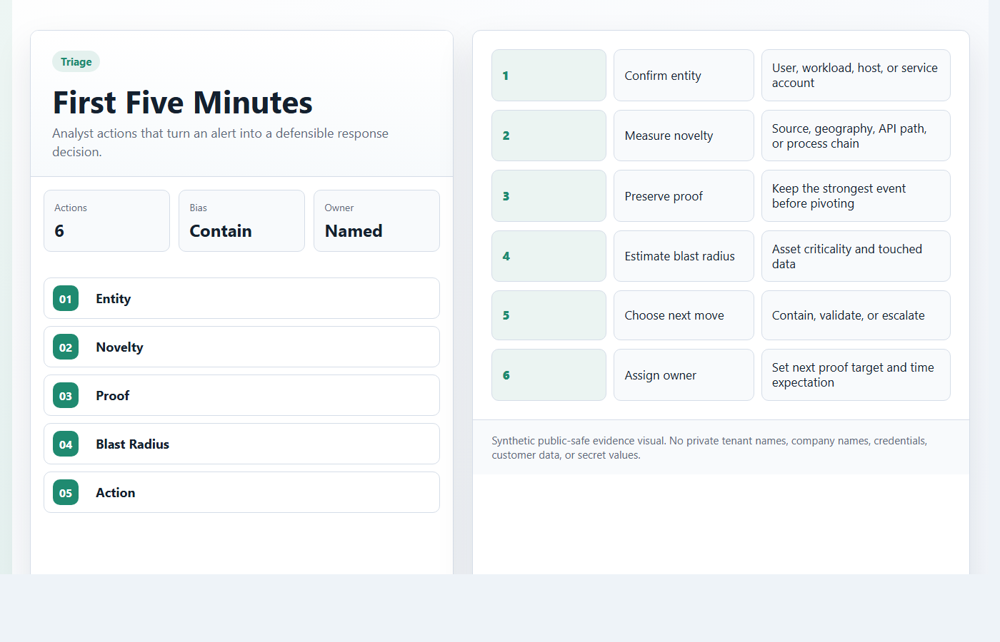 Triage
First Five Minutes
Analyst actions that turn an alert into a defensible response
decision.
Actions
6
Bias
Contain
Owner
Named
01 Entity
02 Novelty
03 Proof
04 Blast Radius
05 Action
1 Confirm entity User, workload, host, or service
account
2 Measure novelty Source, geography, API path,
or process chain
3 Preserve proof Keep the strongest event
before pivoting
4 Estimate blast radius Asset criticality and touched
data
5 Choose next move Contain, validate, or escalate
6 Assign owner Set next proof target and time
expectation
Synthetic public-safe evidence visual. No private tenant names, company names, credentials,
customer data, or secret values.